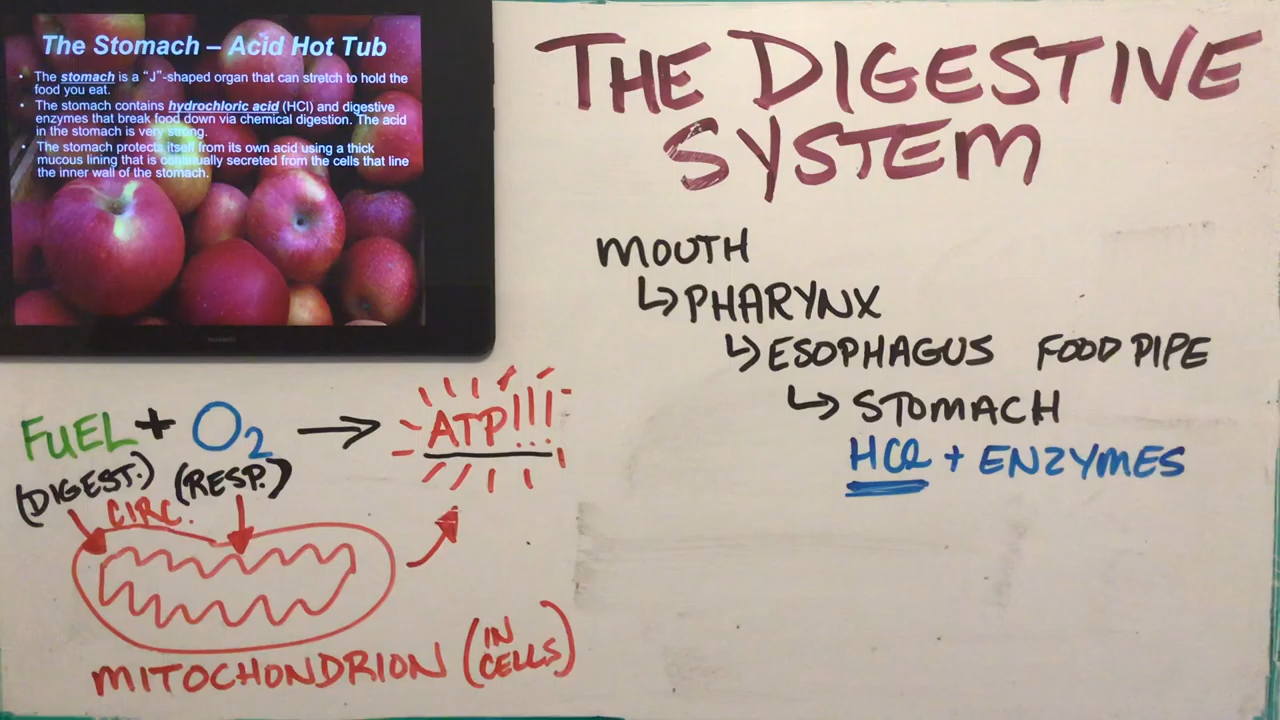 The Stomach – Acid Hot Tub
• The stomach is a "J"-shaped organ that can stretch to hold the
food you eat.
• The stomach contains hydrochloric acid (HCl) and digestive
enzymes that break food down via chemical digestion. The acid
in the stomach is very strong.
• The stomach protects itself from its own acid using a thick
mucous lining that is continually secreted from the cells that line
the inner wall of the stomach.
THE DIGESTIVE
SYSTEM
MOUTH
↳ PHARYNX
↳ ESOPHAGUS FOOD PIPE
↳ STOMACH
HCl + ENZYMES
FUEL + O2 → ATP!!!
(DIGEST.) (RESP.)
CIRC.
MITOCHONDRION (IN
CELLS)